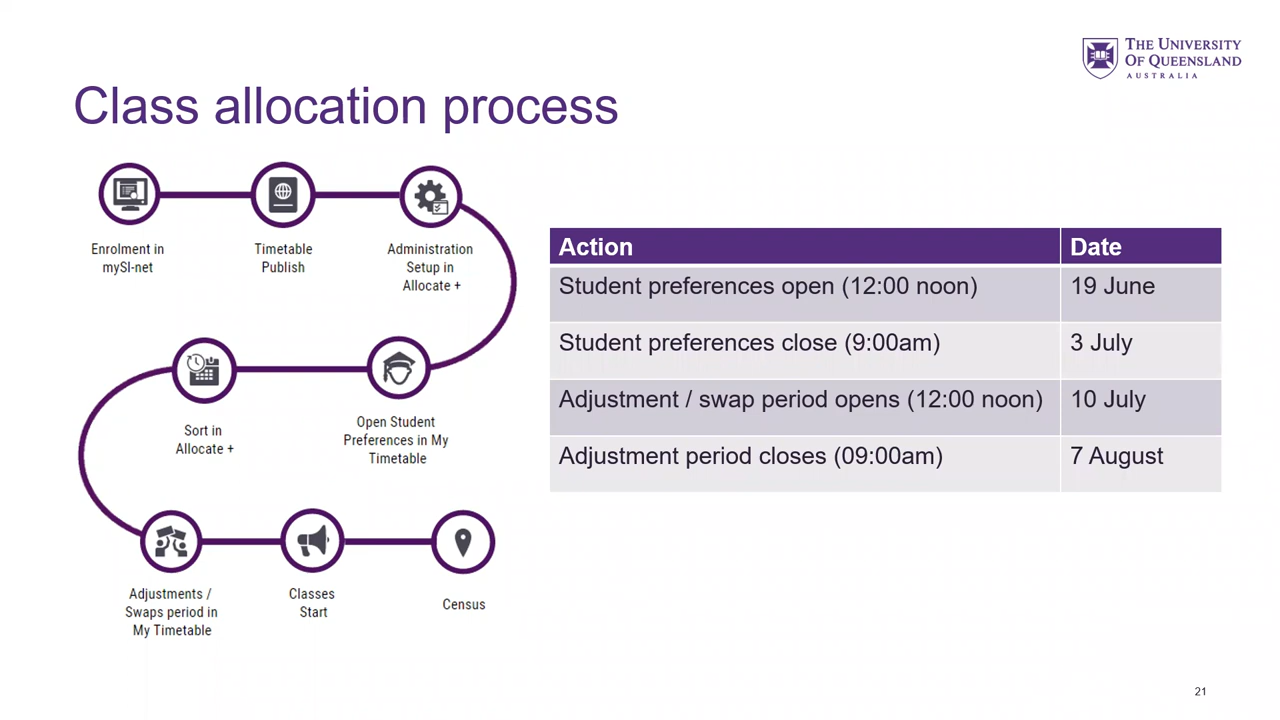 THE UNIVERSITY
OF QUEENSLAND
AUSTRALIA
Class allocation process
Enrolment in
mySI-net
Timetable
Publish
Administration
Setup in
Allocate +
Sort in
Allocate +
Open Student
Preferences in My
Timetable
Adjustments /
Swaps period in
My Timetable
Classes
Start
Census
Action Date
Student preferences open (12:00 noon) 19 June
Student preferences close (9:00am) 3 July
Adjustment / swap period opens (12:00 noon) 10 July
Adjustment period closes (09:00am) 7 August
21